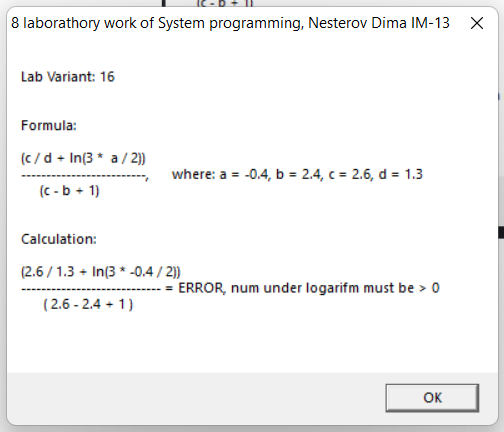 (c - b + 1)
8 laborathory work of System programming, Nesterov Dima IM-13
Lab Variant: 16
Formula:
(c / d + ln(3 * a / 2))
--------------------------, where: a = -0.4, b = 2.4, c = 2.6, d = 1.3
(c - b + 1)
Calculation:
(2.6 / 1.3 + ln(3 * -0.4 / 2))
----------------------------- = ERROR, num under logarifm must be > 0
( 2.6 - 2.4 + 1 )
OK